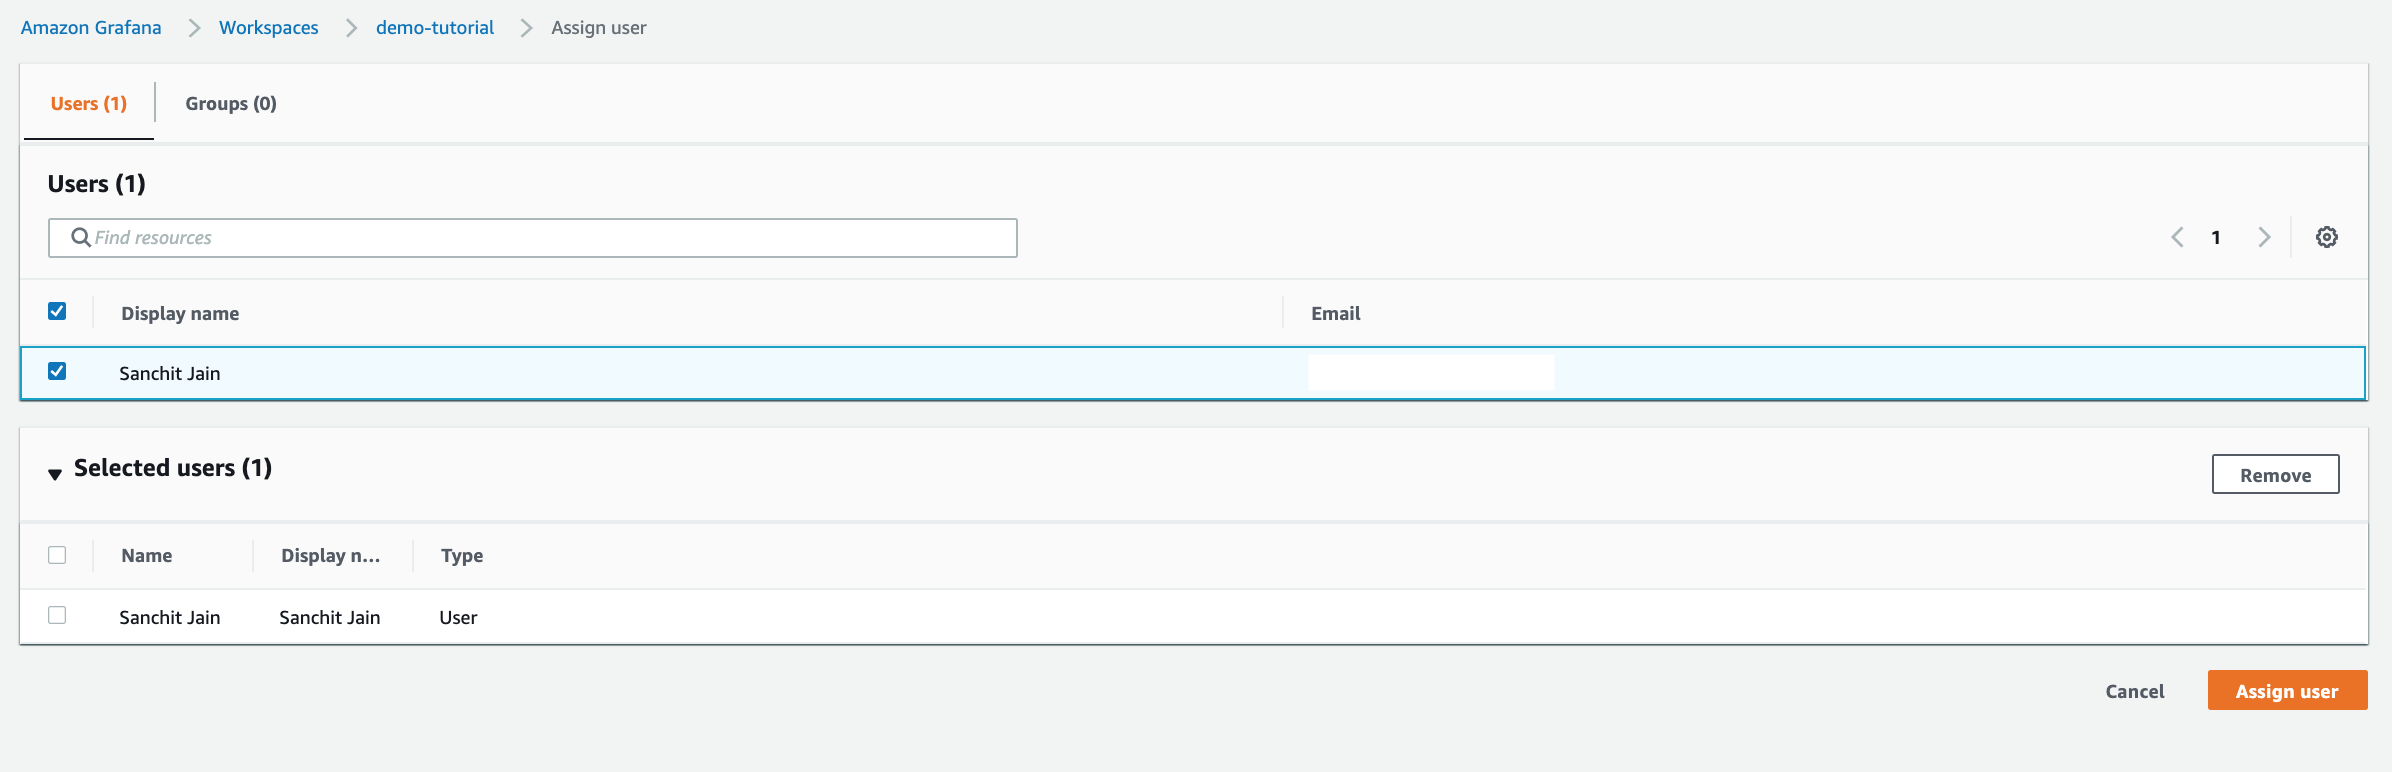 Amazon Grafana > Workspaces > demo-tutorial > Assign user
Users (1) Groups (0)
Users (1)
Find resources
1
Display name Email
Sanchit Jain
Selected users (1)
Remove
Name Display n... Type
Sanchit Jain Sanchit Jain User
Cancel Assign user